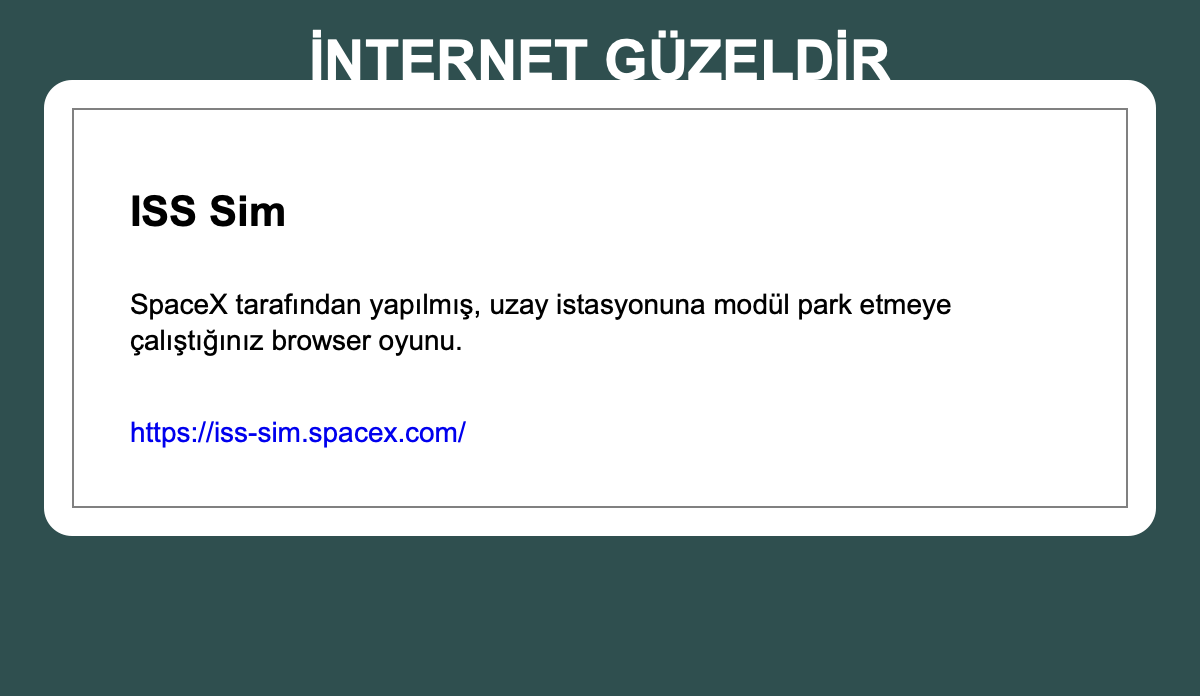 İNTERNET GÜZELDİR
ISS Sim
SpaceX tarafından yapılmış, uzay istasyonuna modül park etmeye
çalıştığınız browser oyunu.
https://iss-sim.spacex.com/